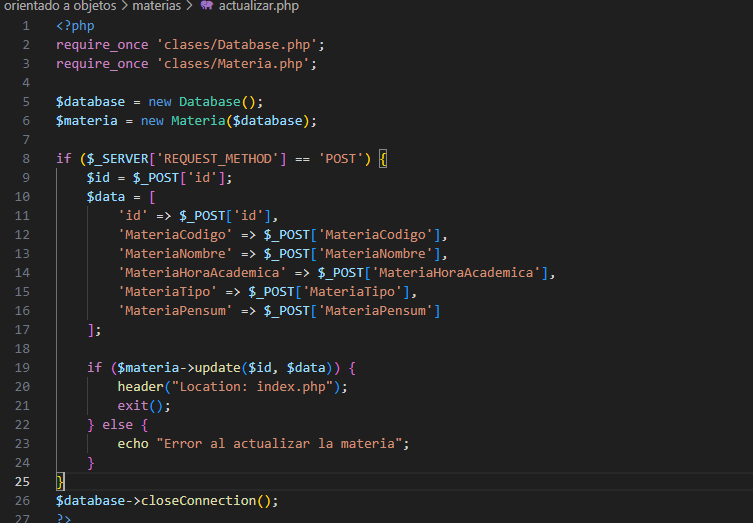 orientado a objetos > materias > actualizar.php
1 <?php
2 require_once 'clases/Database.php';
3 require_once 'clases/Materia.php';
4
5 $database = new Database();
6 $materia = new Materia($database);
7
8 if ($_SERVER['REQUEST_METHOD'] == 'POST') {
9 $id = $_POST['id'];
10 $data = [
11 'id' => $_POST['id'],
12 'MateriaCodigo' => $_POST['MateriaCodigo'],
13 'MateriaNombre' => $_POST['MateriaNombre'],
14 'MateriaHoraAcademica' => $_POST['MateriaHoraAcademica'],
15 'MateriaTipo' => $_POST['MateriaTipo'],
16 'MateriaPensum' => $_POST['MateriaPensum']
17 ];
18
19 if ($materia->update($id, $data)) {
20 header("Location: index.php");
21 exit();
22 } else {
23 echo "Error al actualizar la materia";
24 }
25 }
26 $database->closeConnection();
27 ?>